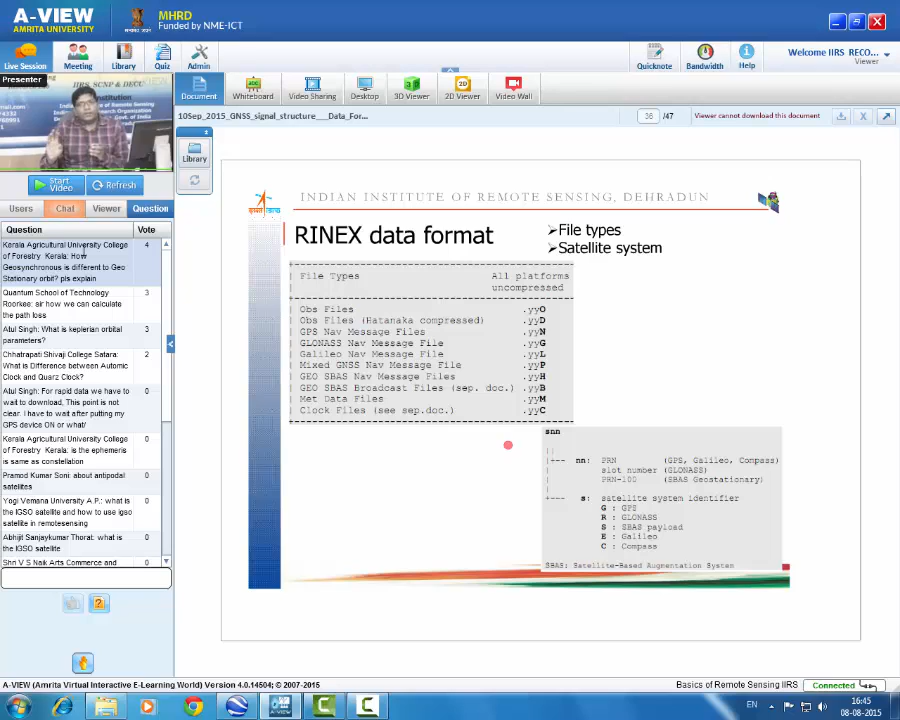 A-VIEW
AMRITA UNIVERSITY
MHRD
Funded by NME-ICT
Live Session
Meeting
Library
Quiz
Admin
Quicknote
Bandwidth
Help
Welcome IIRS RECO...
Viewer
Presenter
IIRS, SCNP & DECU
Document
Whiteboard
Video Sharing
Desktop
3D Viewer
2D Viewer
Video Wall
10Sep_2015_GNSS_signal_structure___Data_For...
36 /47
Viewer cannot download this document
Library
Start Video
Refresh
Users
Chat
Viewer
Question
Question
Vote
Kerala Agricultural University College 4
of Forestry Kerala: How
Geosynchronous is different to Geo
Stationary orbit? pls explain
Quantum School of Technology 3
Roorkee: sir how we can calculate
the path loss
Atul Singh: What is keplerian orbital 3
parameters?
Chhatrapati Shivaji College Satara: 2
What is Difference between Automic
Clock and Quarz Clock?
Atul Singh: For rapid data we have to 0
wait to download, This point is not
clear. I have to wait after putting my
GPS device ON or what/
Kerala Agricultural University College 0
of Forestry Kerala: is the ephemeris
is same as constellation
Pramod Kumar Soni: about antipodal 0
satellites
Yogi Vemana University A.P.: what is 0
the IGSO satellite and how to use igso
satellite in remotesensing
Abhijit Sanjaykumar Thorat: what is 0
the IGSO satellite
Shri V S Naik Arts Commerce and 0
INDIAN INSTITUTE OF REMOTE SENSING, DEHRADUN
RINEX data format
➢File types
➢Satellite system
| File Types All platforms
| uncompressed
| Obs Files .yyO
| Obs Files (Hatanaka compressed) .yyD
| GPS Nav Message Files .yyN
| GLONASS Nav Message File .yyG
| Galileo Nav Message File .yyL
| Mixed GNSS Nav Message File .yyP
| GEO SBAS Nav Message Files .yyH
| GEO SBAS Broadcast Files (sep. doc.) .yyB
| Met Data Files .yyM
| Clock Files (see sep.doc.) .yyC
snn
||
|+--- nn: PRN (GPS, Galileo, Compass)
| slot number (GLONASS)
| PRN-100 (SBAS Geostationary)
|
+--- s: satellite system identifier
G : GPS
R : GLONASS
S : SBAS payload
E : Galileo
C : Compass
SBAS: Satellite-Based Augmentation System
A-VIEW (Amrita Virtual Interactive E-Learning World) Version 4.0.14504; © 2007-2015
Basics of Remote Sensing IIRS
Connected
EN
16:45
08-08-2015